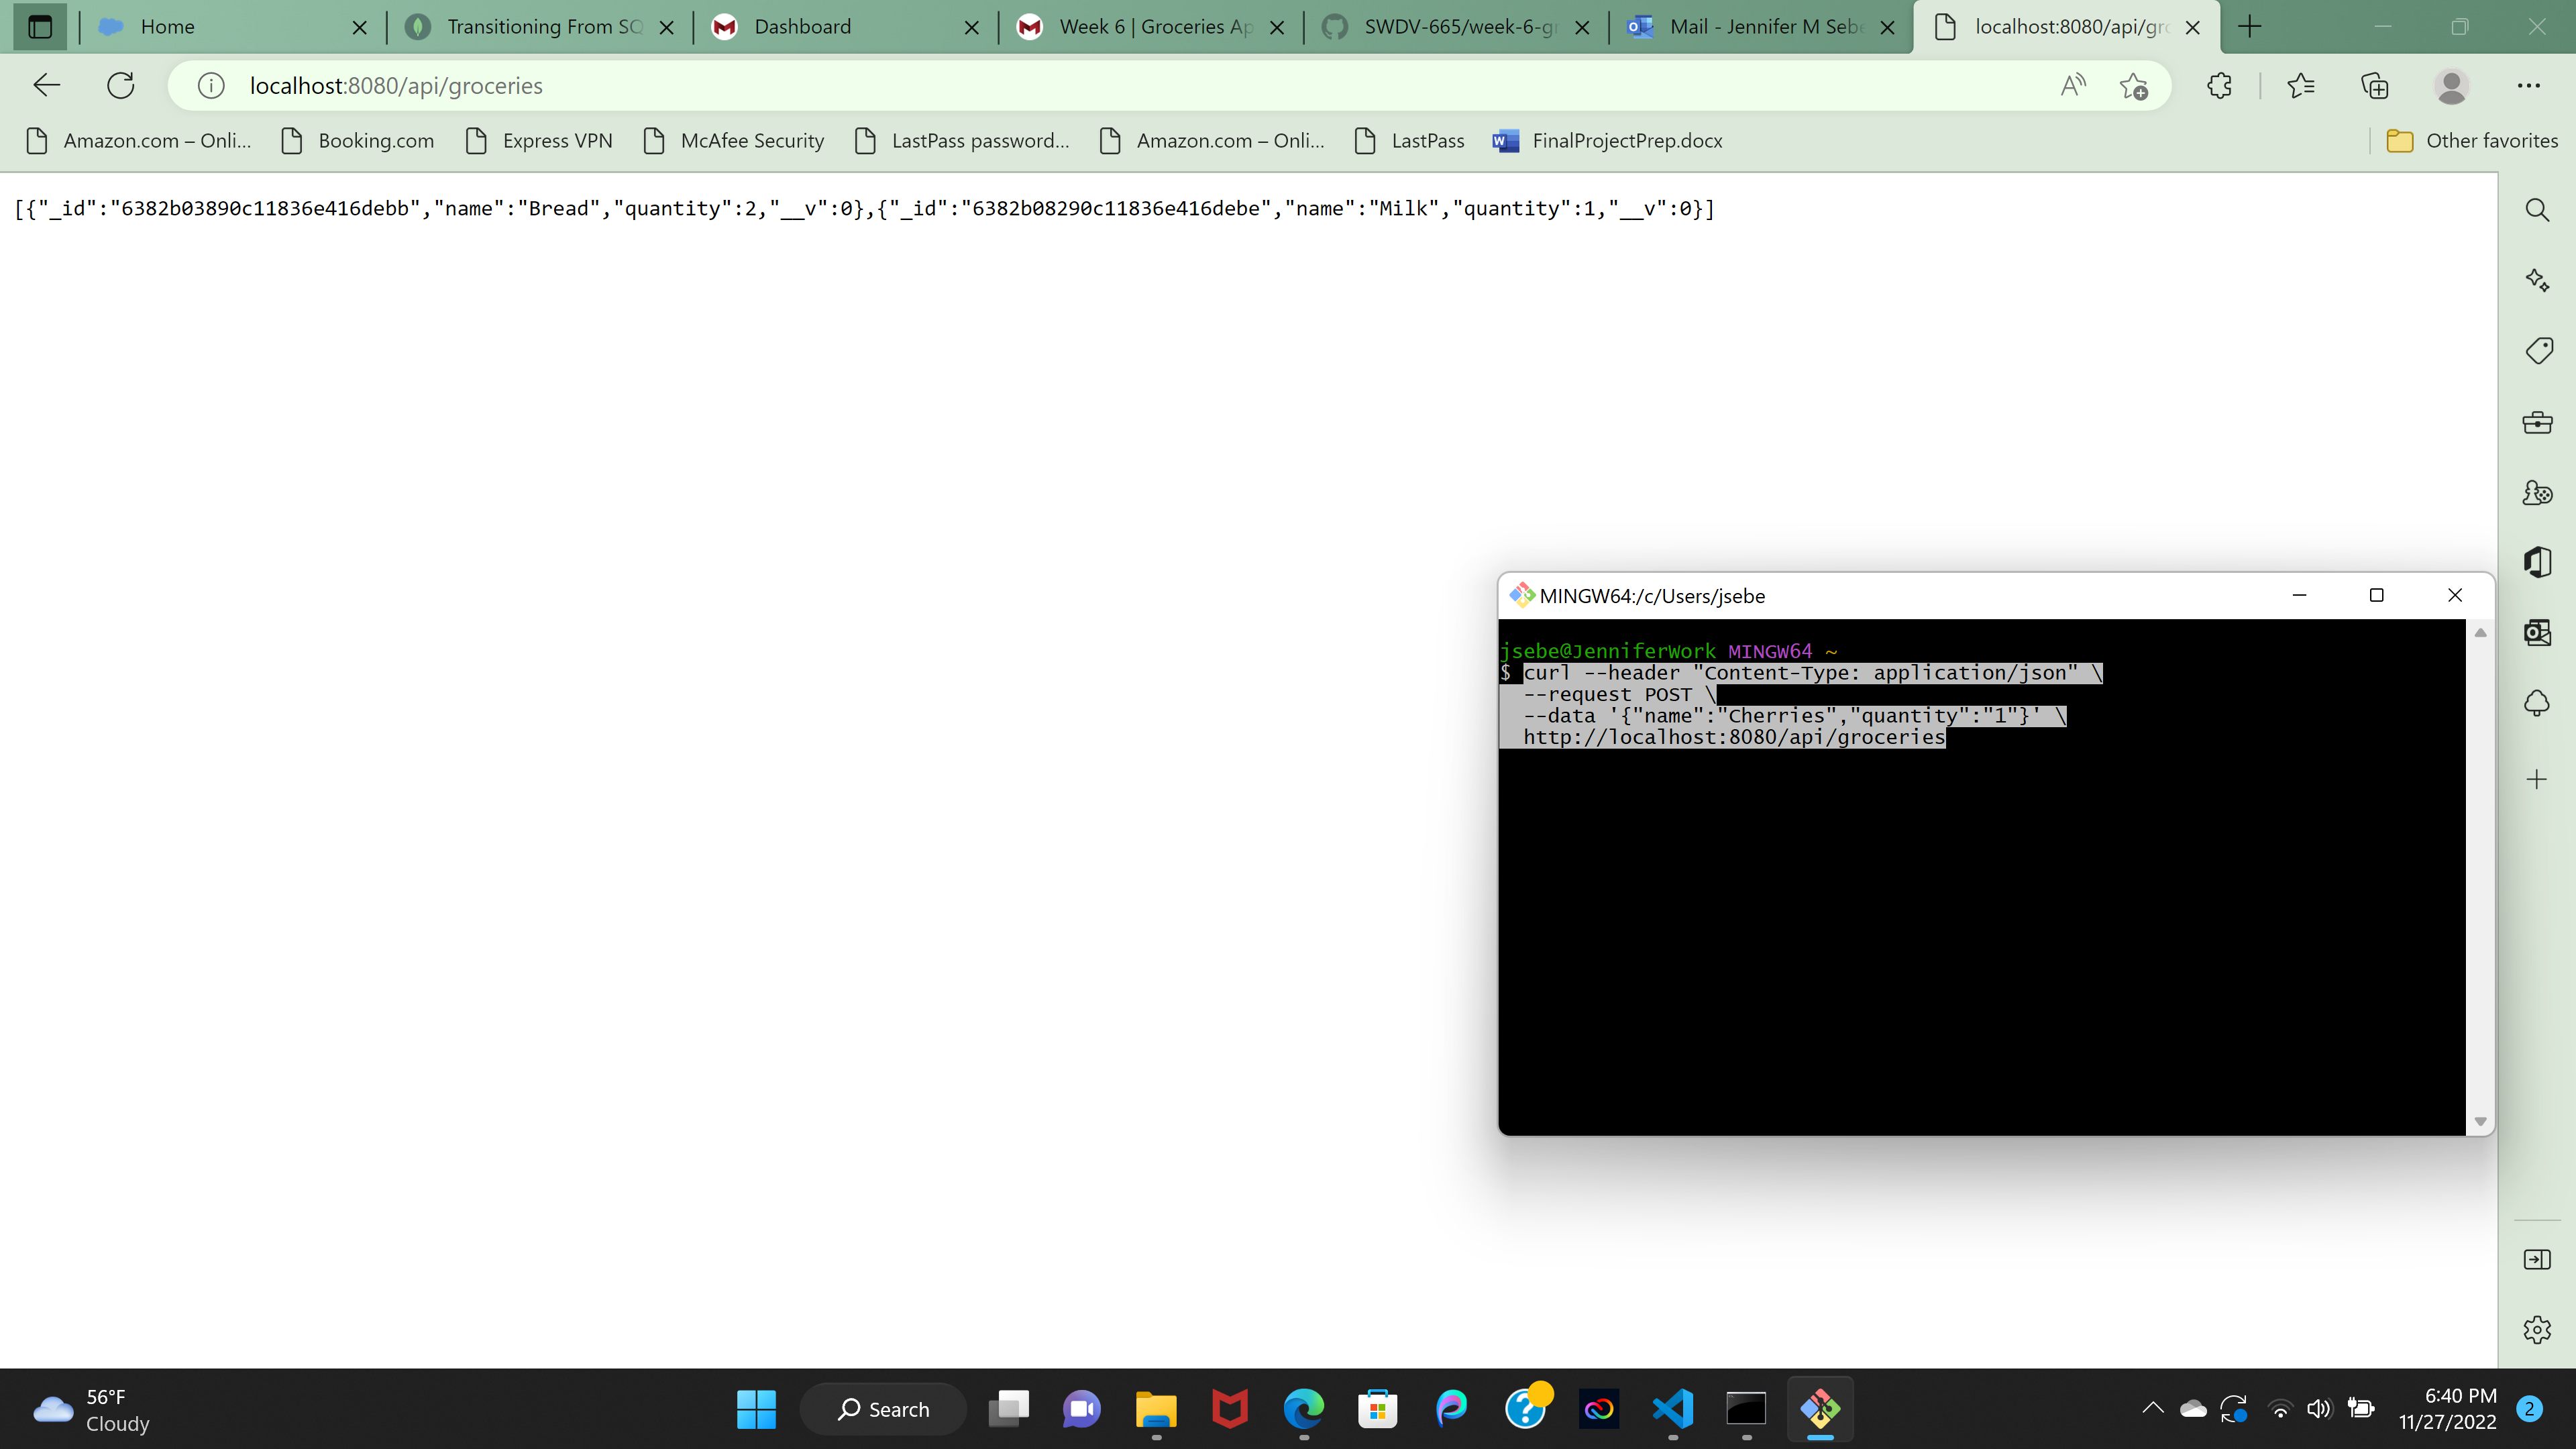 Home
Transitioning From SQ
Dashboard
Week 6 | Groceries Ap
SWDV-665/week-6-gr
Mail - Jennifer M Sebe
localhost:8080/api/gro
localhost:8080/api/groceries
Amazon.com – Onli...
Booking.com
Express VPN
McAfee Security
LastPass password...
Amazon.com – Onli...
LastPass
FinalProjectPrep.docx
Other favorites
[{"_id":"6382b03890c11836e416debb","name":"Bread","quantity":2,"__v":0},{"_id":"6382b08290c11836e416debe","name":"Milk","quantity":1,"__v":0}]
MINGW64:/c/Users/jsebe
jsebe@JenniferWork MINGW64 ~
$ curl --header "Content-Type: application/json" \
--request POST \
--data '{"name":"Cherries","quantity":"1"}' \
http://localhost:8080/api/groceries
56°F
Cloudy
Search
6:40 PM
11/27/2022
2